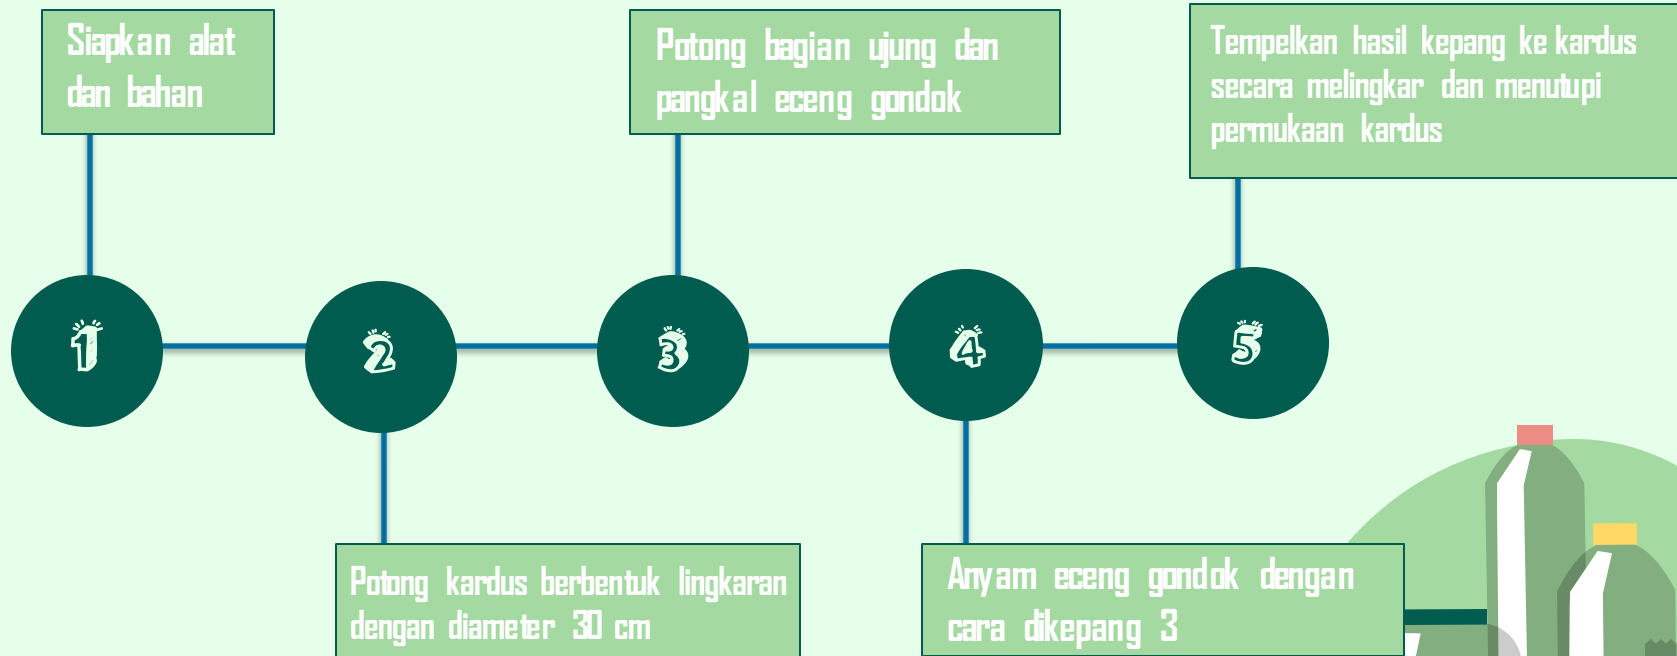 Siapkan alat
dan bahan
Potong bagian ujung dan
pangkal eceng gondok
Tempelkan hasil kepang ke kardus
secara melingkar dan menutupi
permukaan kardus
1
2
3
4
5
Potong kardus berbentuk lingkaran
dengan diameter 30 cm
Anyam eceng gondok dengan
cara dikepang 3